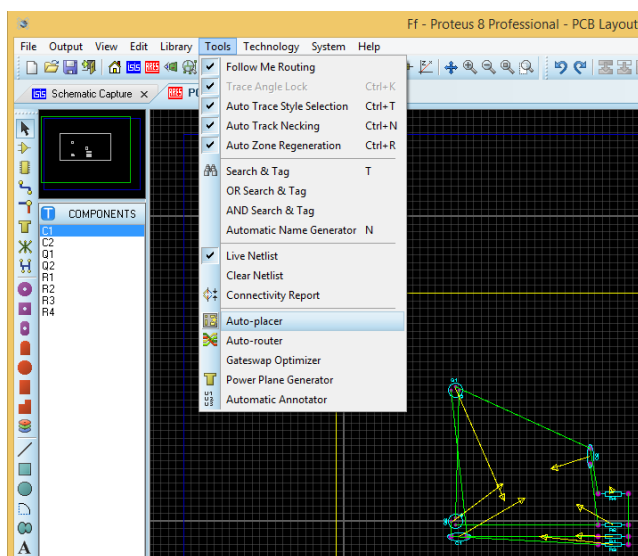 Ff - Proteus 8 Professional - PCB Layout
File Output View Edit Library Tools Technology System Help
Schematic Capture
Follow Me Routing
Trace Angle Lock Ctrl+K
Auto Trace Style Selection Ctrl+T
Auto Track Necking Ctrl+N
Auto Zone Regeneration Ctrl+R
Search & Tag T
OR Search & Tag
AND Search & Tag
Automatic Name Generator N
Live Netlist
Clear Netlist
Connectivity Report
Auto-placer
Auto-router
Gateswap Optimizer
Power Plane Generator
Automatic Annotator
COMPONENTS
C1
C2
Q1
Q2
R1
R2
R3
R4
A